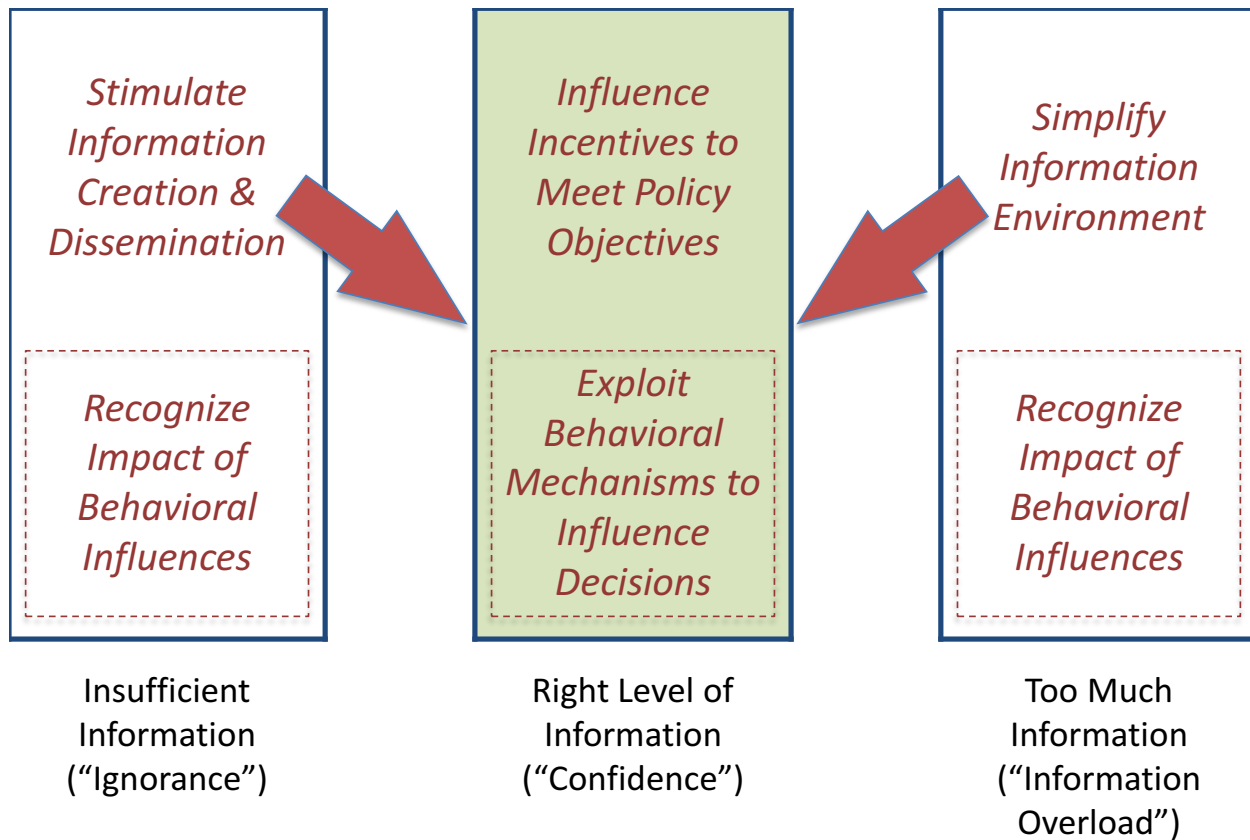 Stimulate
Information
Creation &
Dissemination
Recognize
Impact of
Behavioral
Influences
Insufficient
Information
(“Ignorance”)
Influence
Incentives to
Meet Policy
Objectives
Exploit
Behavioral
Mechanisms to
Influence
Decisions
Right Level of
Information
(“Confidence”)
Simplify
Information
Environment
Recognize
Impact of
Behavioral
Influences
Too Much
Information
(“Information
Overload”)